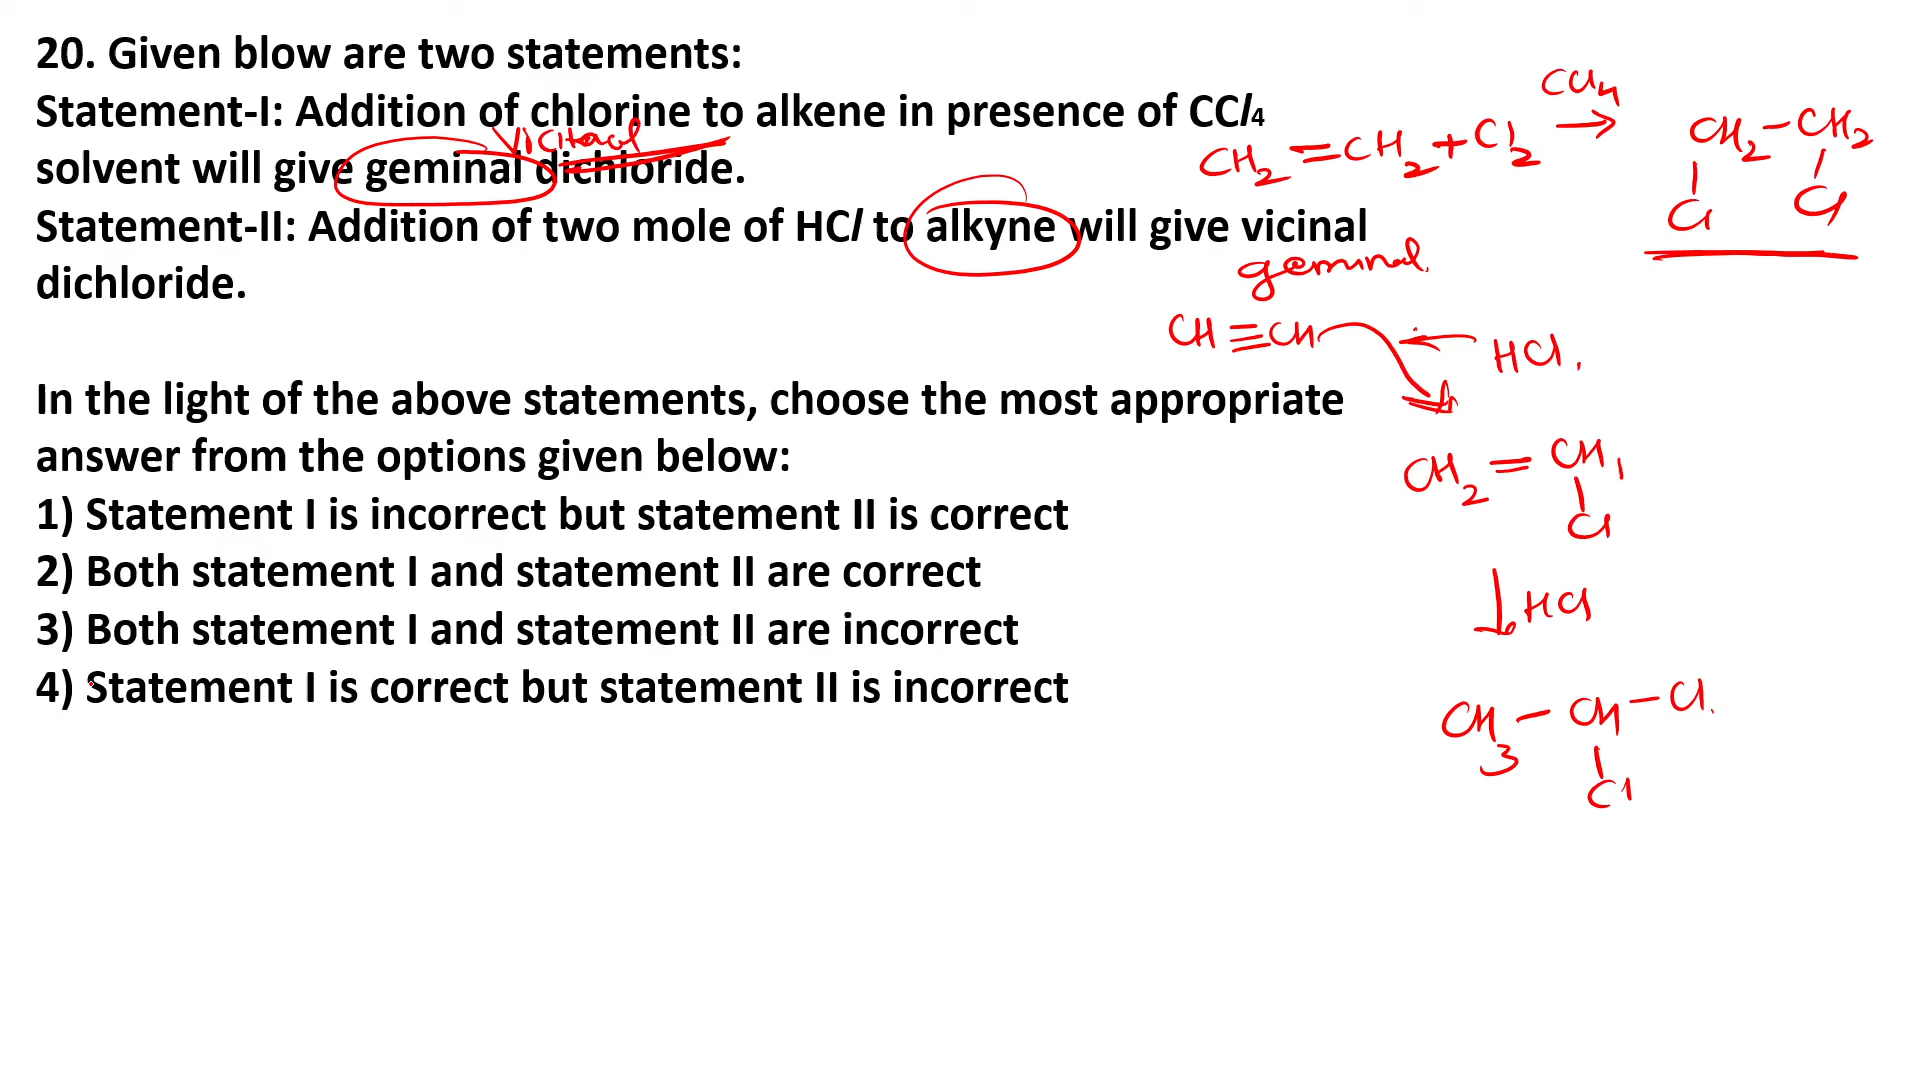 20. Given blow are two statements:
Statement-I: Addition of chlorine to alkene in presence of CCl4
solvent will give geminal dichloride.
Statement-II: Addition of two mole of HCl to alkyne will give vicinal
dichloride.
In the light of the above statements, choose the most appropriate
answer from the options given below:
1) Statement I is incorrect but statement II is correct
2) Both statement I and statement II are correct
3) Both statement I and statement II are incorrect
4) Statement I is correct but statement II is incorrect
CCl4
CH2=CH2+Cl2 → CH2-CH2
Cl Cl
geminal
CH≡CH
HCl.
CH2=CH
Cl
HCl
CH3-CH-Cl
Cl